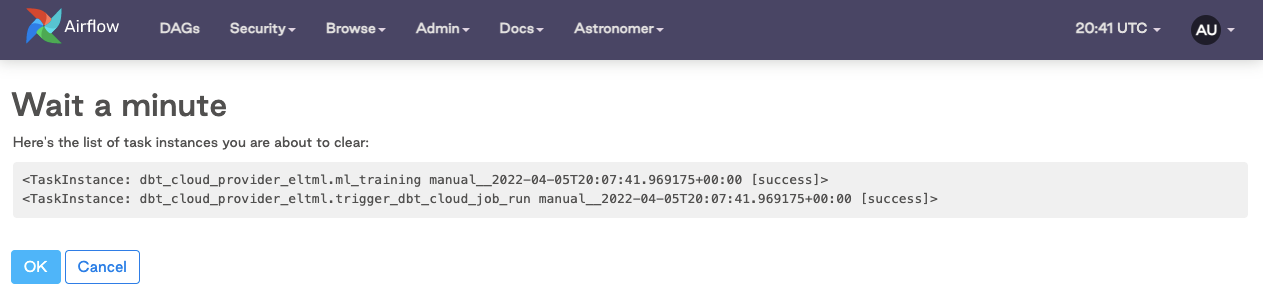 Airflow DAGs Security Browse Admin Docs Astronomer 20:41 UTC AU
Wait a minute
Here's the list of task instances you are about to clear:
<TaskInstance: dbt_cloud_provider_eltml.ml_training manual__2022-04-05T20:07:41.969175+00:00 [success]>
<TaskInstance: dbt_cloud_provider_eltml.trigger_dbt_cloud_job_run manual__2022-04-05T20:07:41.969175+00:00 [success]>
OK Cancel